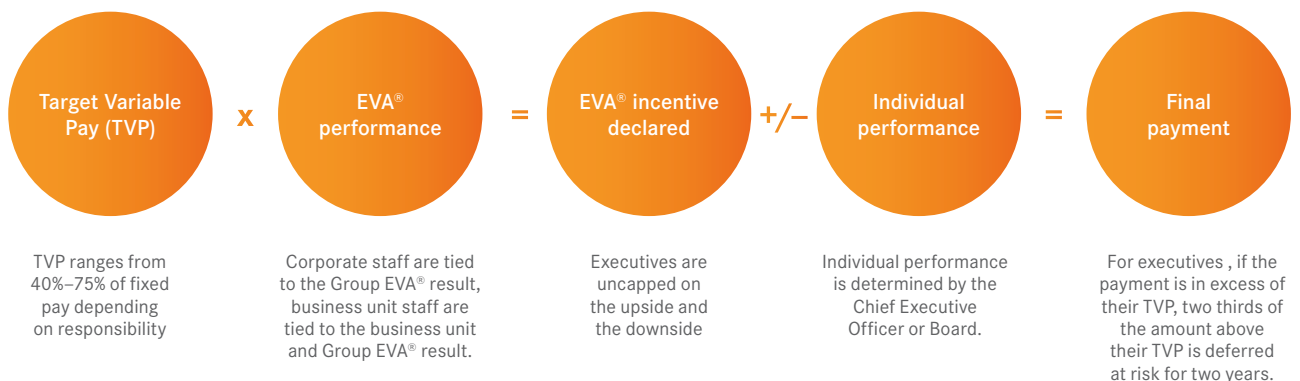 Target Variable
Pay (TVP)
x
EVA®
performance
=
EVA® incentive
declared
+/–
Individual
performance
=
Final
payment
TVP ranges from
40%–75% of fixed
pay depending
on responsibility
Corporate staff are tied
to the Group EVA® result,
business unit staff are
tied to the business unit
and Group EVA® result.
Executives are
uncapped on
the upside and
the downside
Individual performance
is determined by the
Chief Executive
Officer or Board.
For executives , if the
payment is in excess of
their TVP, two thirds of
the amount above
their TVP is deferred
at risk for two years.